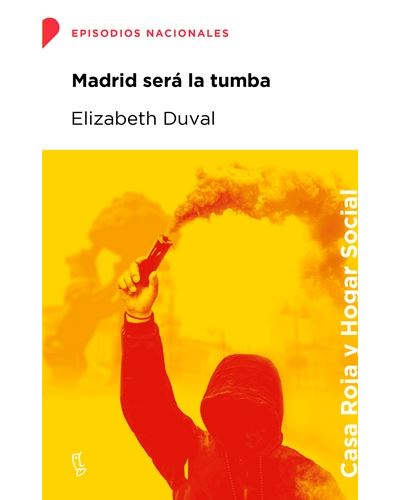 EPISODIOS NACIONALES
Madrid será la tumba
Elizabeth Duval
Casa Roja y Hogar Social